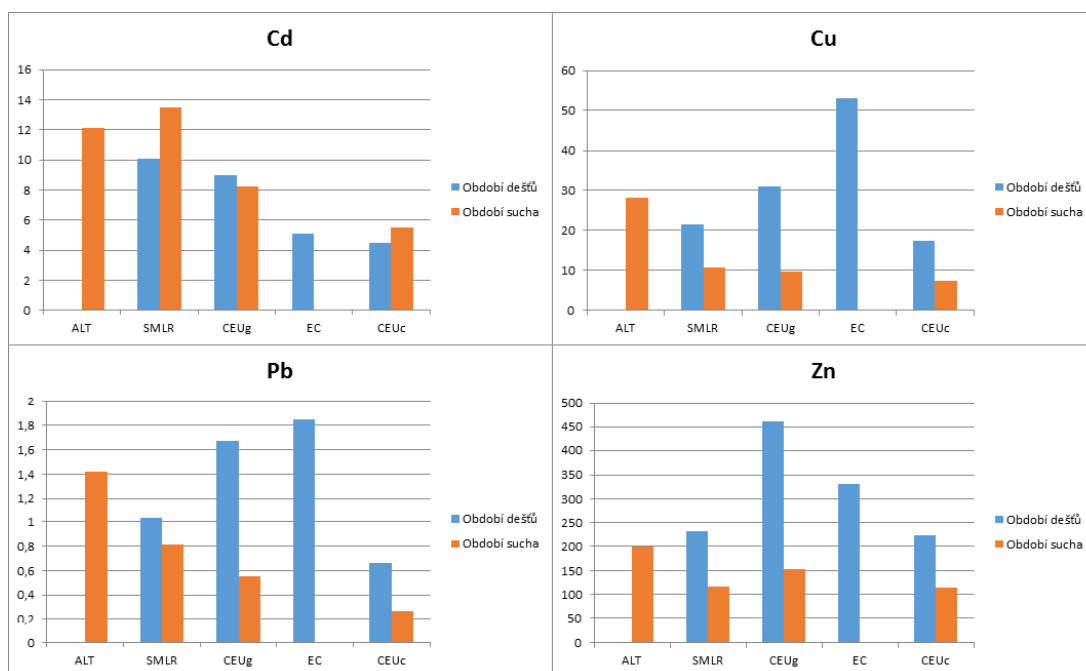 Cd
16
14
12
10
8
6
4
2
0
ALT SMLR CEUg EC CEUc
Období dešťů
Období sucha
Cu
60
50
40
30
20
10
0
ALT SMLR CEUg EC CEUc
Období dešťů
Období sucha
Pb
2
1,8
1,6
1,4
1,2
1
0,8
0,6
0,4
0,2
0
ALT SMLR CEUg EC CEUc
Období dešťů
Období sucha
Zn
500
450
400
350
300
250
200
150
100
50
0
ALT SMLR CEUg EC CEUc
Období dešťů
Období sucha